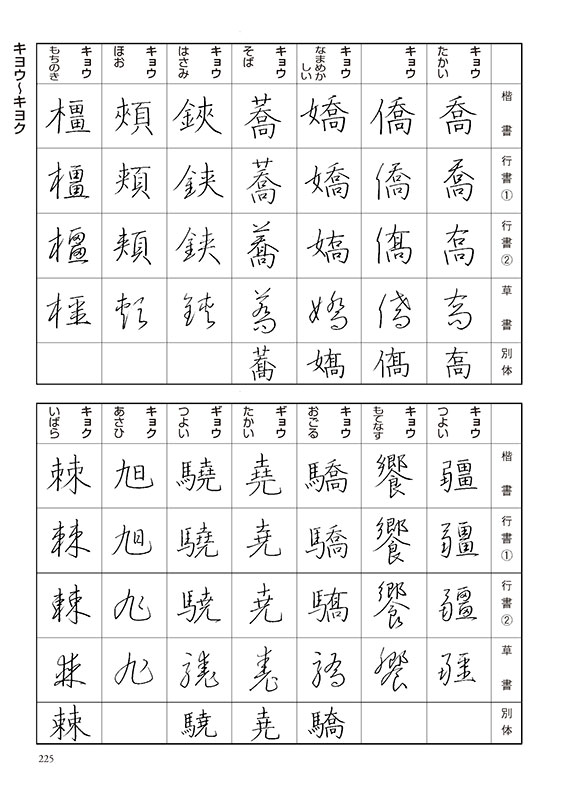 キョウ〜キョク
楷書
行書①
行書②
草書
別体
キョウ たかい
喬
喬
喬
喬
喬
キョウ
僑
僑
僑
僑
僑
キョウ なまめかしい
嬌
嬌
嬌
嬌
嬌
キョウ そば
蕎
蕎
蕎
蕎
蕎
キョウ はさみ
鋏
鋏
鋏
鋏
キョウ ほお
頰
頰
頰
頰
キョウ もちのき
橿
橿
橿
橿
楷書
行書①
行書②
草書
別体
キョウ つよい
彊
彊
彊
彊
キョウ もてなす
饗
饗
饗
饗
キョウ おごる
驕
驕
驕
驕
驕
ギョウ たかい
堯
尭
尭
堯
尭
ギョウ つよい
驍
驍
驍
驍
驍
キョク あさひ
旭
旭
旭
旭
キョク いばら
棘
棘
棘
棘
棘
225